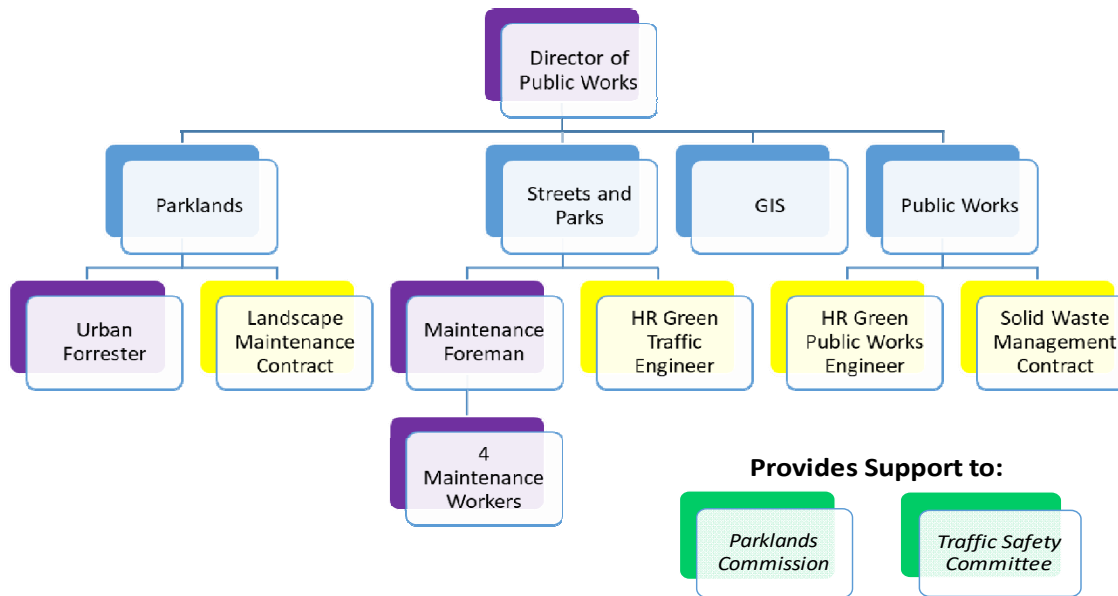 Director of
Public Works
Parklands
Streets and
Parks
GIS
Public Works
Urban
Forrester
Landscape
Maintenance
Contract
Maintenance
Foreman
HR Green
Traffic
Engineer
HR Green
Public Works
Engineer
Solid Waste
Management
Contract
4
Maintenance
Workers
Provides Support to:
Parklands
Commission
Traffic Safety
Committee